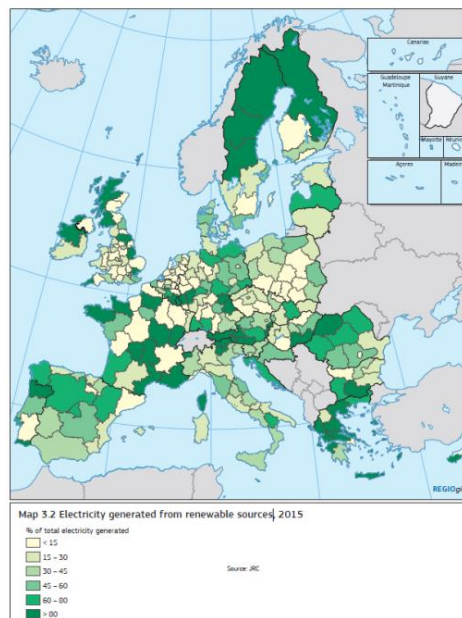 Canarias
Guadeloupe
Martinique
Guyane
Mayotte
Réunion
Açores
Madeira
REGIOgis
Map 3.2 Electricity generated from renewable sources, 2015
% of total electricity generated
< 15
15 – 30
30 – 45
45 – 60
60 – 80
> 80
Source: JRC